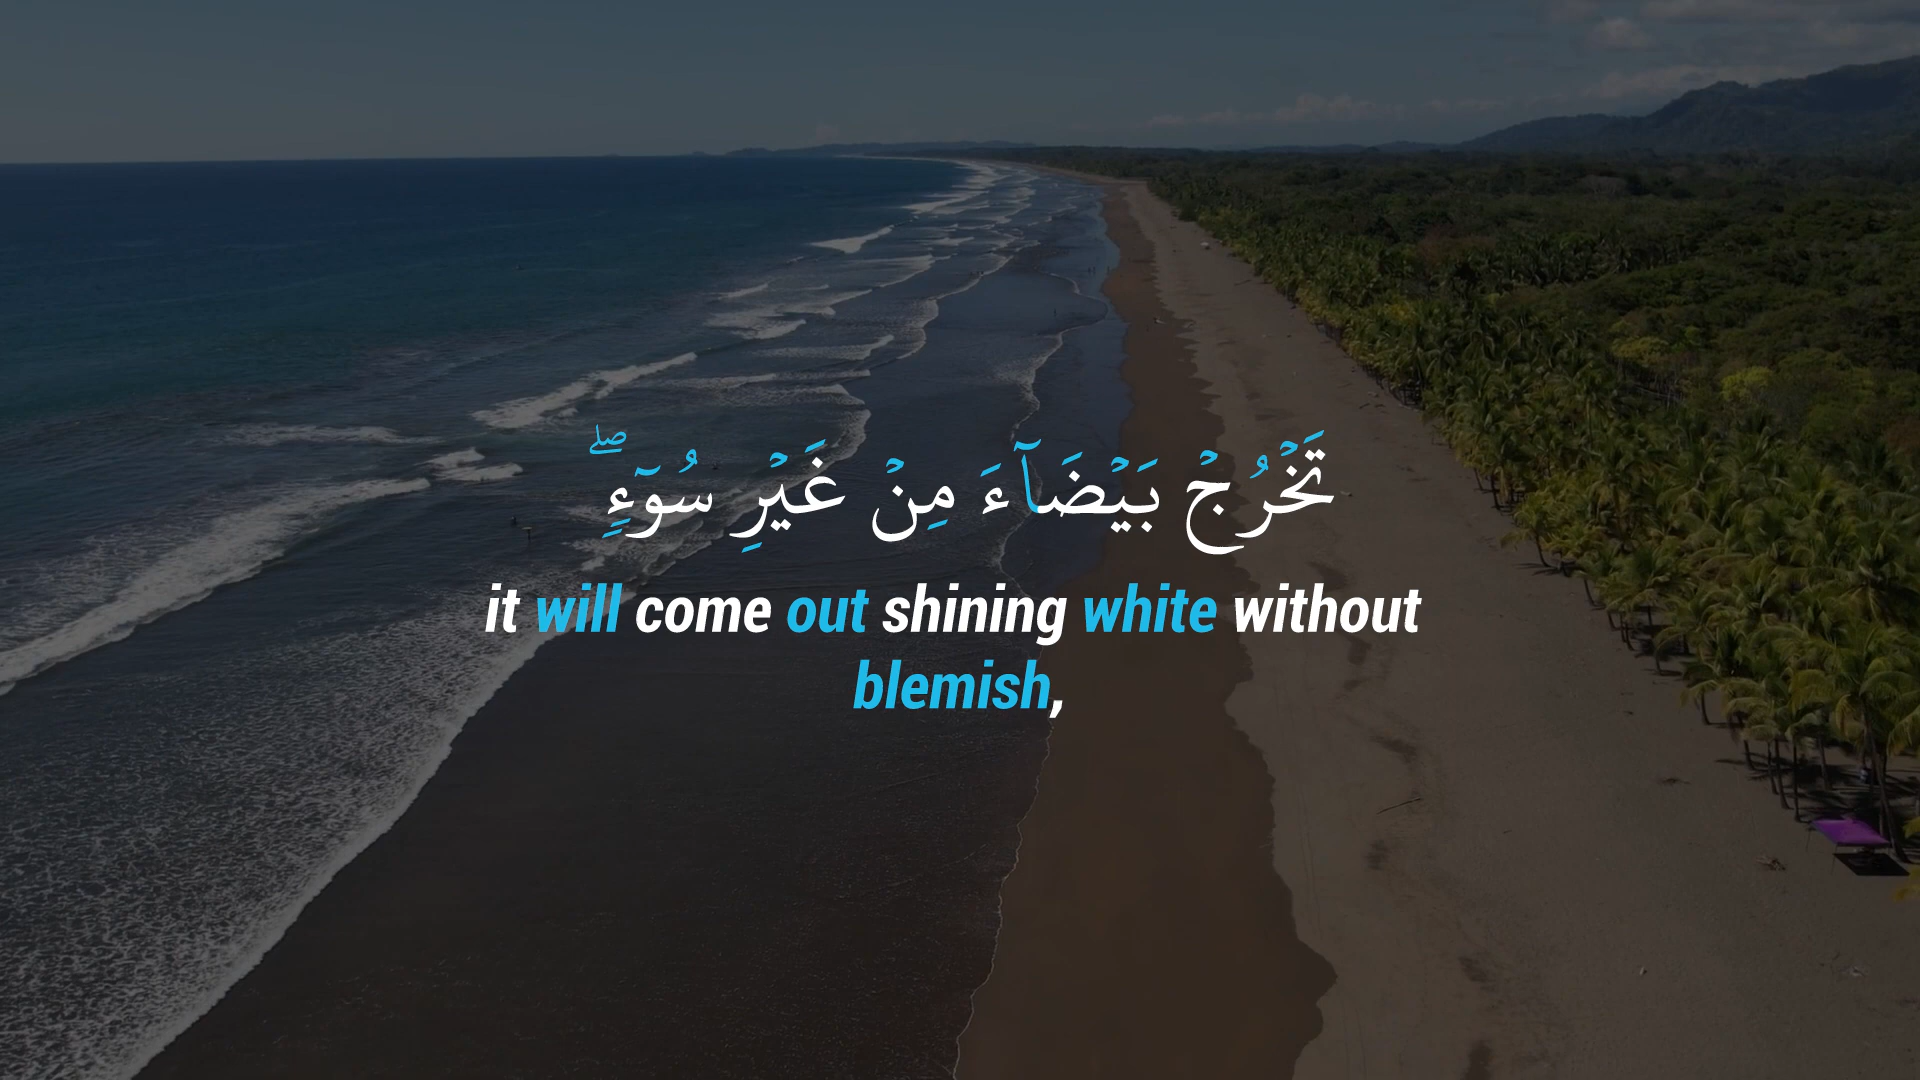 تَخۡرُجۡ بَيۡضَآءَ مِنۡ غَيۡرِ سُوٓءٍۖ
it will come out shining white without
blemish,